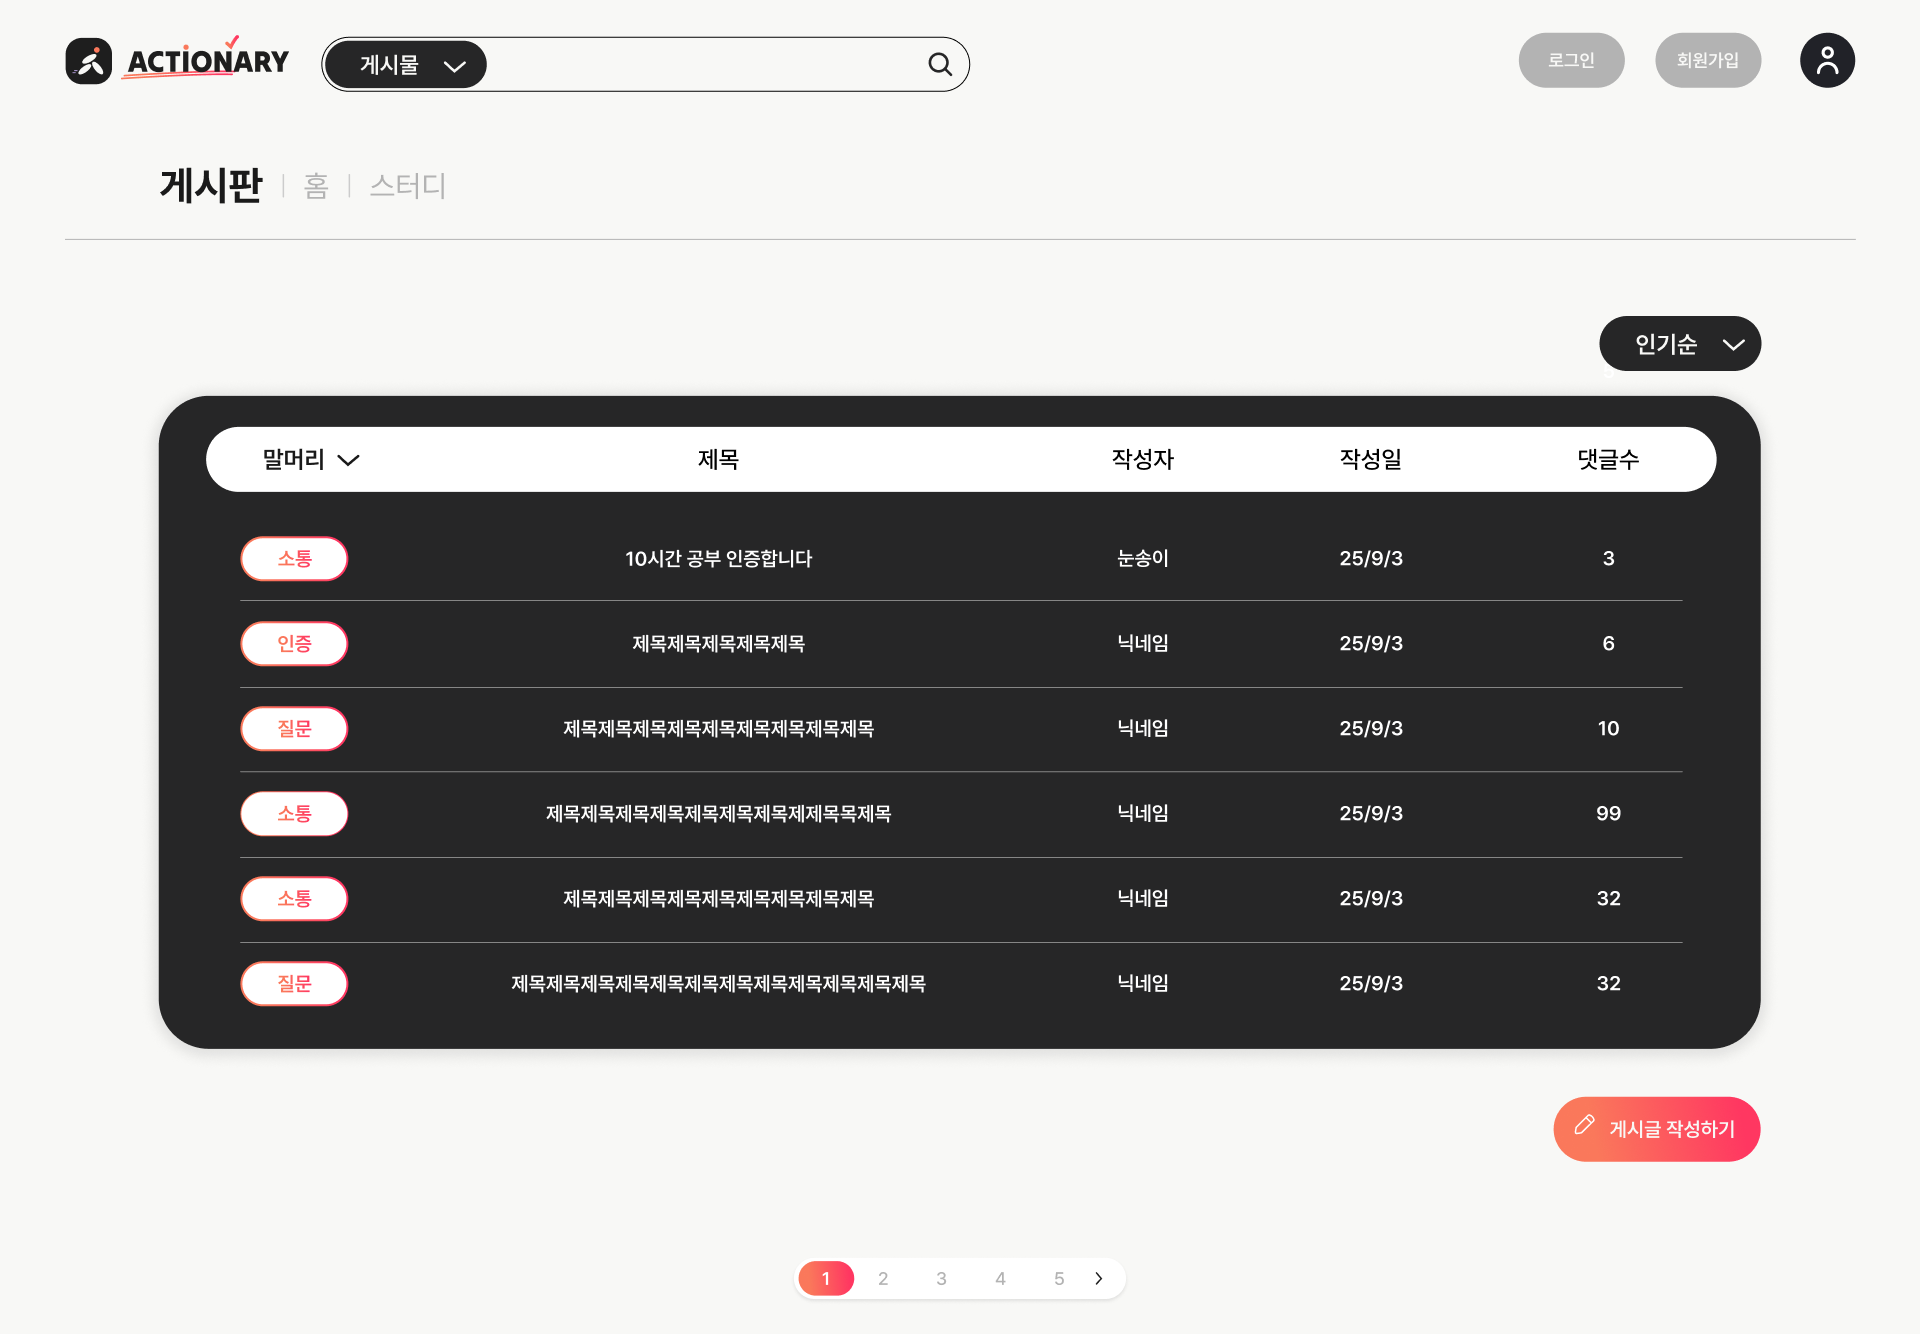 ACTIONARY 게시물 로그인 회원가입
게시판 홈 스터디
인기순
말머리 제목 작성자 작성일 댓글수
소통 10시간 공부 인증합니다 눈송이 25/9/3 3
인증 제목제목제목제목제목 닉네임 25/9/3 6
질문 제목제목제목제목제목제목제목제목제목 닉네임 25/9/3 10
소통 제목제목제목제목제목제목제목제제목목제목 닉네임 25/9/3 99
소통 제목제목제목제목제목제목제목제목제목 닉네임 25/9/3 32
질문 제목제목제목제목제목제목제목제목제목제목제목제목 닉네임 25/9/3 32
게시글 작성하기
1 2 3 4 5